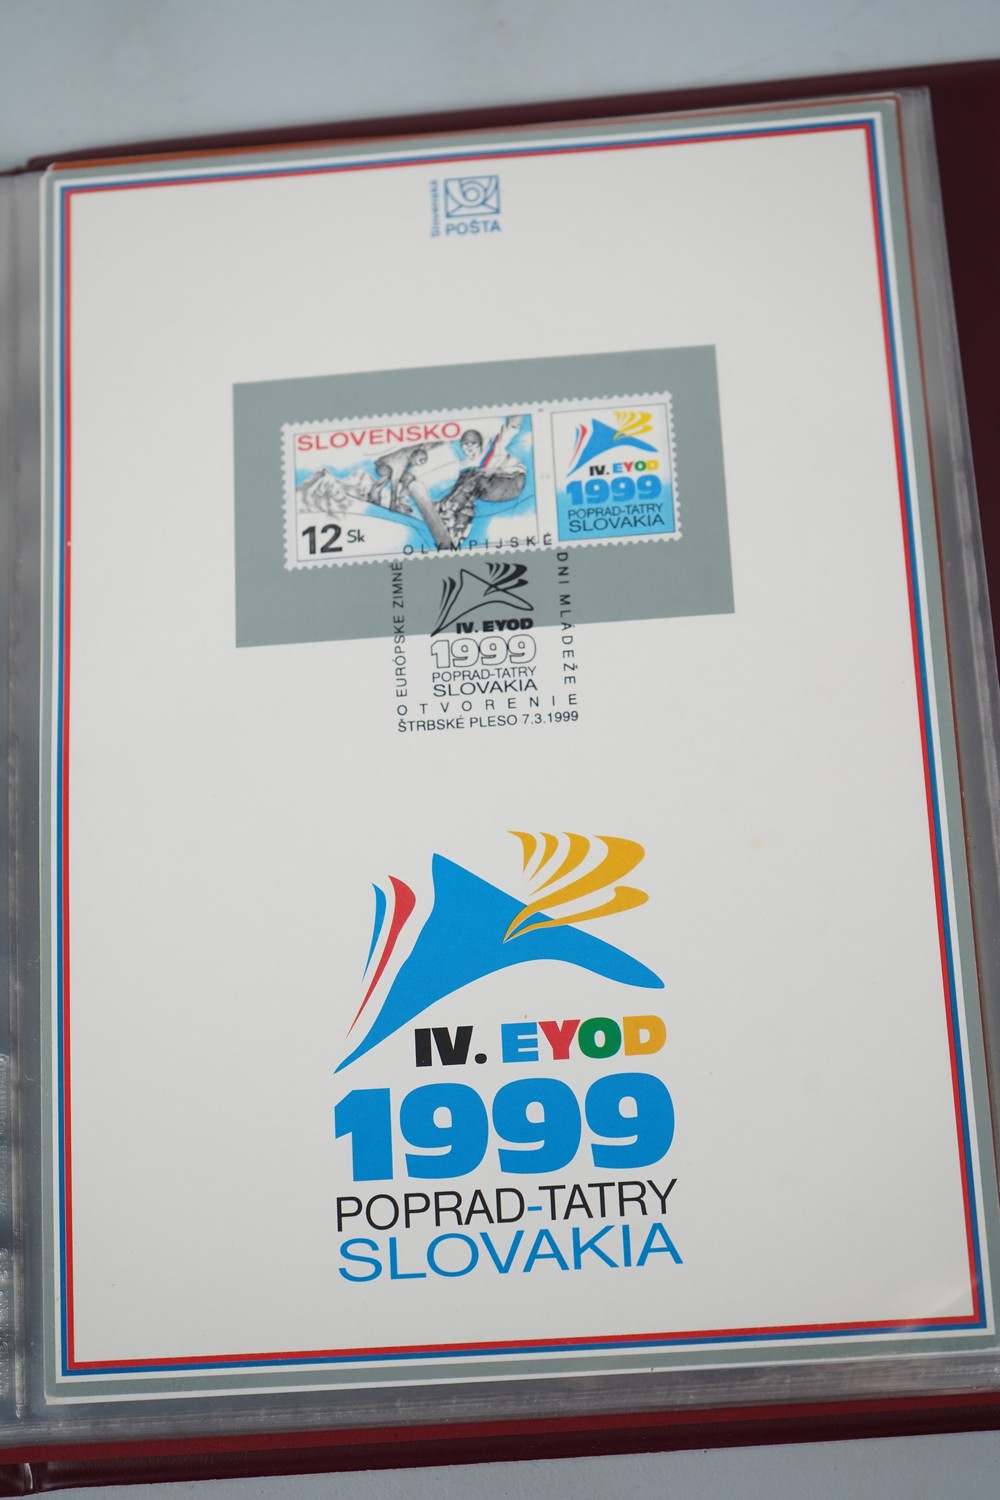 Slovenská
POŠTA
SLOVENSKO
12 Sk
IV. EYOD
1999
POPRAD-TATRY
SLOVAKIA
EURÓPSKE ZIMNÉ
OLYMPIJSKÉ
DNI MLÁDEŽE
IV. EYOD
1999
POPRAD-TATRY
SLOVAKIA
OTVORENIE
ŠTRBSKÉ PLESO 7.3.1999
IV. EYOD
1999
POPRAD-TATRY
SLOVAKIA